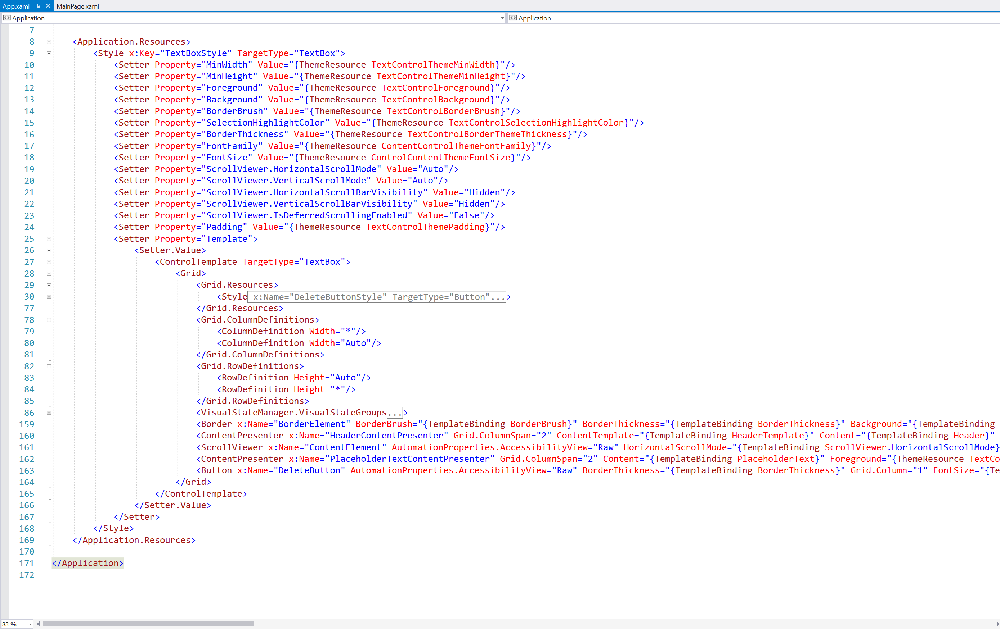 App.xaml MainPage.xaml
Application Application
7
8 <Application.Resources>
9 <Style x:Key="TextBoxStyle" TargetType="TextBox">
10 <Setter Property="MinWidth" Value="{ThemeResource TextControlThemeMinWidth}"/>
11 <Setter Property="MinHeight" Value="{ThemeResource TextControlThemeMinHeight}"/>
12 <Setter Property="Foreground" Value="{ThemeResource TextControlForeground}"/>
13 <Setter Property="Background" Value="{ThemeResource TextControlBackground}"/>
14 <Setter Property="BorderBrush" Value="{ThemeResource TextControlBorderBrush}"/>
15 <Setter Property="SelectionHighlightColor" Value="{ThemeResource TextControlSelectionHighlightColor}"/>
16 <Setter Property="BorderThickness" Value="{ThemeResource TextControlBorderThemeThickness}"/>
17 <Setter Property="FontFamily" Value="{ThemeResource ContentControlThemeFontFamily}"/>
18 <Setter Property="FontSize" Value="{ThemeResource ControlContentThemeFontSize}"/>
19 <Setter Property="ScrollViewer.HorizontalScrollMode" Value="Auto"/>
20 <Setter Property="ScrollViewer.VerticalScrollMode" Value="Auto"/>
21 <Setter Property="ScrollViewer.HorizontalScrollBarVisibility" Value="Hidden"/>
22 <Setter Property="ScrollViewer.VerticalScrollBarVisibility" Value="Hidden"/>
23 <Setter Property="ScrollViewer.IsDeferredScrollingEnabled" Value="False"/>
24 <Setter Property="Padding" Value="{ThemeResource TextControlThemePadding}"/>
25 <Setter Property="Template">
26 <Setter.Value>
27 <ControlTemplate TargetType="TextBox">
28 <Grid>
29 <Grid.Resources>
30 <Style x:Name="DeleteButtonStyle" TargetType="Button"...>
77 </Grid.Resources>
78 <Grid.ColumnDefinitions>
79 <ColumnDefinition Width="*"/>
80 <ColumnDefinition Width="Auto"/>
81 </Grid.ColumnDefinitions>
82 <Grid.RowDefinitions>
83 <RowDefinition Height="Auto"/>
84 <RowDefinition Height="*"/>
85 </Grid.RowDefinitions>
86 <VisualStateManager.VisualStateGroups...>
159 <Border x:Name="BorderElement" BorderBrush="{TemplateBinding BorderBrush}" BorderThickness="{TemplateBinding BorderThickness}" Background="{TemplateBinding
160 <ContentPresenter x:Name="HeaderContentPresenter" Grid.ColumnSpan="2" ContentTemplate="{TemplateBinding HeaderTemplate}" Content="{TemplateBinding Header}"
161 <ScrollViewer x:Name="ContentElement" AutomationProperties.AccessibilityView="Raw" HorizontalScrollMode="{TemplateBinding ScrollViewer.HorizontalScrollMode}
162 <ContentPresenter x:Name="PlaceholderTextContentPresenter" Grid.ColumnSpan="2" Content="{TemplateBinding PlaceholderText}" Foreground="{ThemeResource TextCo
163 <Button x:Name="DeleteButton" AutomationProperties.AccessibilityView="Raw" BorderThickness="{TemplateBinding BorderThickness}" Grid.Column="1" FontSize="{Te
164 </Grid>
165 </ControlTemplate>
166 </Setter.Value>
167 </Setter>
168 </Style>
169 </Application.Resources>
170
171 </Application>
172
83 %